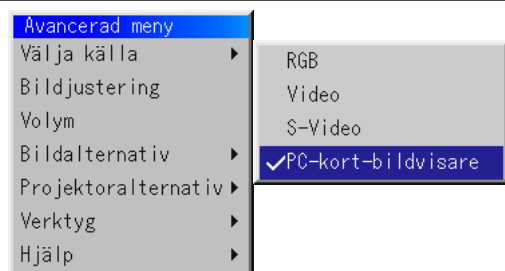 Avancerad meny
Välja källa
Bildjustering
Volym
Bildalternativ
Projektoralternativ
Verktyg
Hjälp
RGB
Video
S-Video
PC-kort-bildvisare